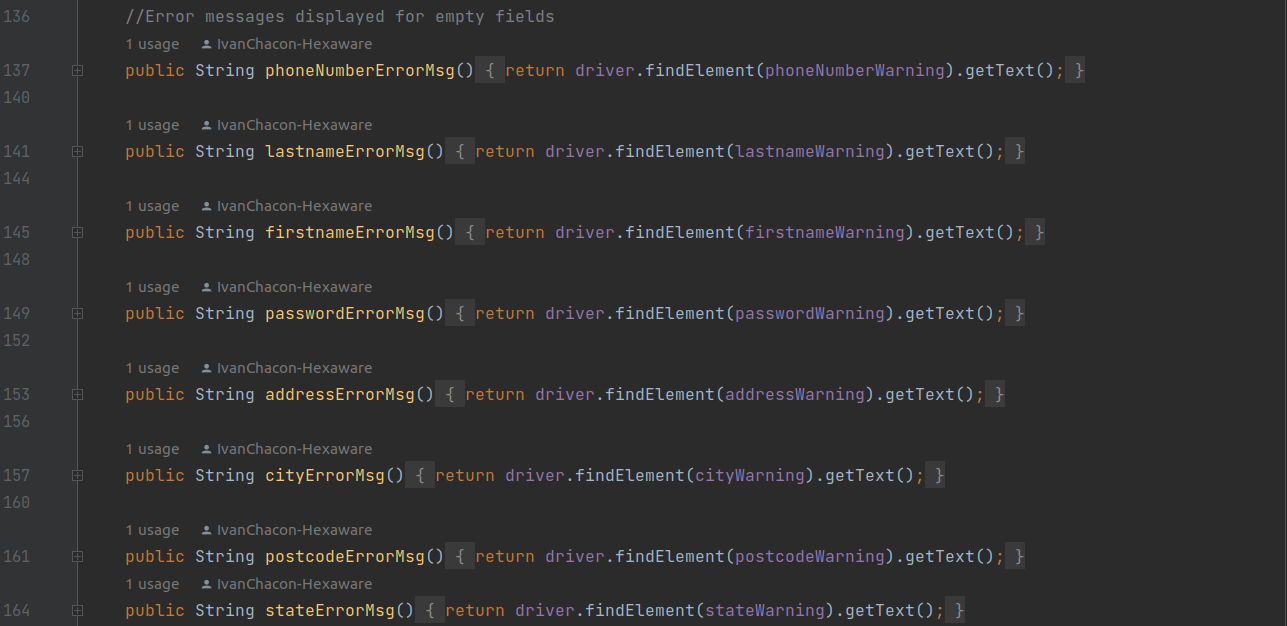 136 //Error messages displayed for empty fields
1 usage IvanChacon-Hexaware
137 public String phoneNumberErrorMsg() { return driver.findElement(phoneNumberWarning).getText(); }
140
1 usage IvanChacon-Hexaware
141 public String lastnameErrorMsg() { return driver.findElement(lastnameWarning).getText(); }
144
1 usage IvanChacon-Hexaware
145 public String firstnameErrorMsg() { return driver.findElement(firstnameWarning).getText(); }
148
1 usage IvanChacon-Hexaware
149 public String passwordErrorMsg() { return driver.findElement(passwordWarning).getText(); }
152
1 usage IvanChacon-Hexaware
153 public String addressErrorMsg() { return driver.findElement(addressWarning).getText(); }
156
1 usage IvanChacon-Hexaware
157 public String cityErrorMsg() { return driver.findElement(cityWarning).getText(); }
160
1 usage IvanChacon-Hexaware
161 public String postcodeErrorMsg() { return driver.findElement(postcodeWarning).getText(); }
1 usage IvanChacon-Hexaware
164 public String stateErrorMsg() { return driver.findElement(stateWarning).getText(); }